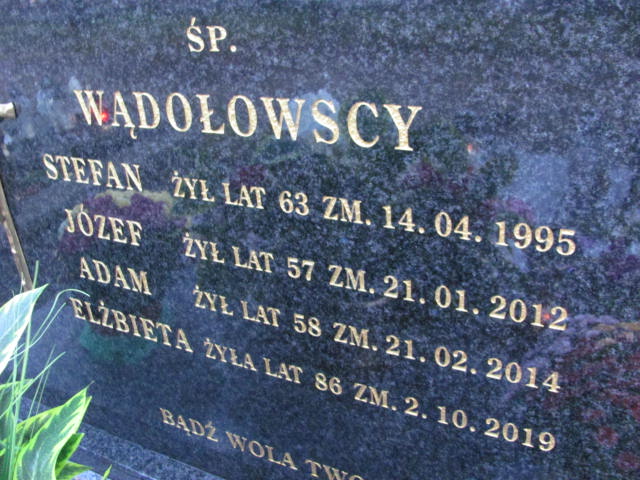 ŚP.
WĄDOŁOWSCY
STEFAN ŻYŁ LAT 63 ZM. 14. 04. 1995
JÓZEF ŻYŁ LAT 57 ZM. 21. 01. 2012
ADAM ŻYŁ LAT 58 ZM. 21. 02. 2014
ELŻBIETA ŻYŁA LAT 86 ZM. 2. 10. 2019
BĄDŹ WOLA TWO